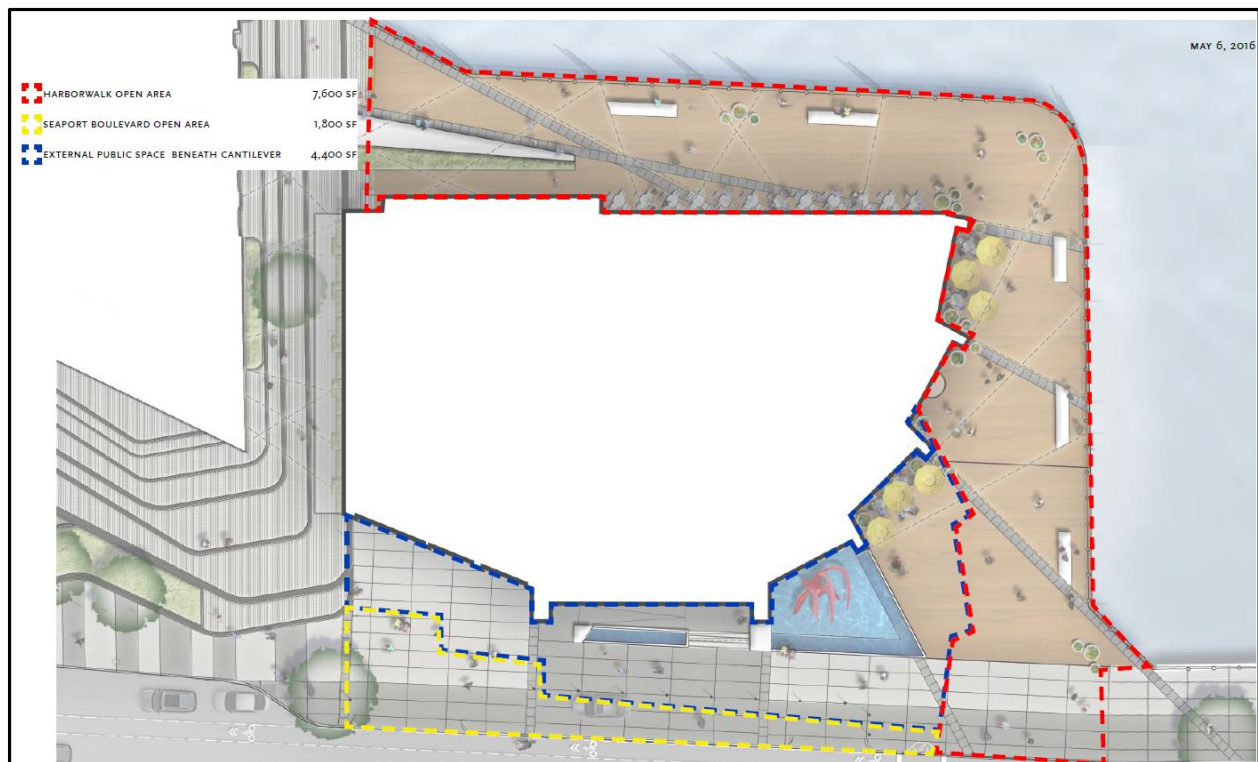 MAY 6, 2016
HARBORWALK OPEN AREA 7,600 SF
SEAPORT BOULEVARD OPEN AREA 1,800 SF
EXTERNAL PUBLIC SPACE BENEATH CANTILEVER 4,400 SF